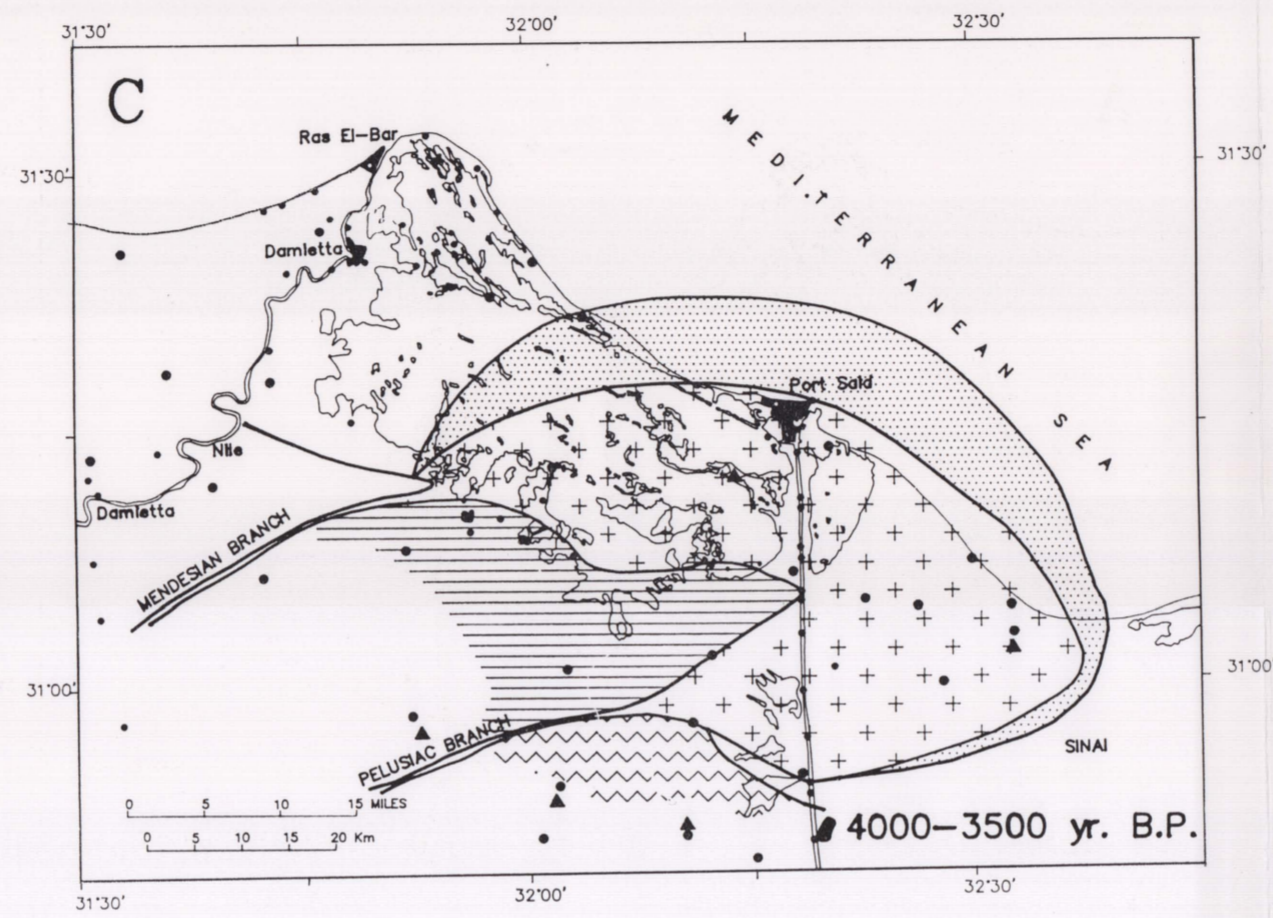 31°30'
32°00'
32°30'
C
MEDITERRANEAN SEA
Ras El-Bar
31°30'
31°30'
Damietta
Port Said
Nile
Damietta
MENDESIAN BRANCH
31°00'
31°00'
PELUSIAC BRANCH
SINAI
0 5 10 15 MILES
0 5 10 15 20 Km
4000-3500 yr. B.P.
31°30'
32°00'
32°30'